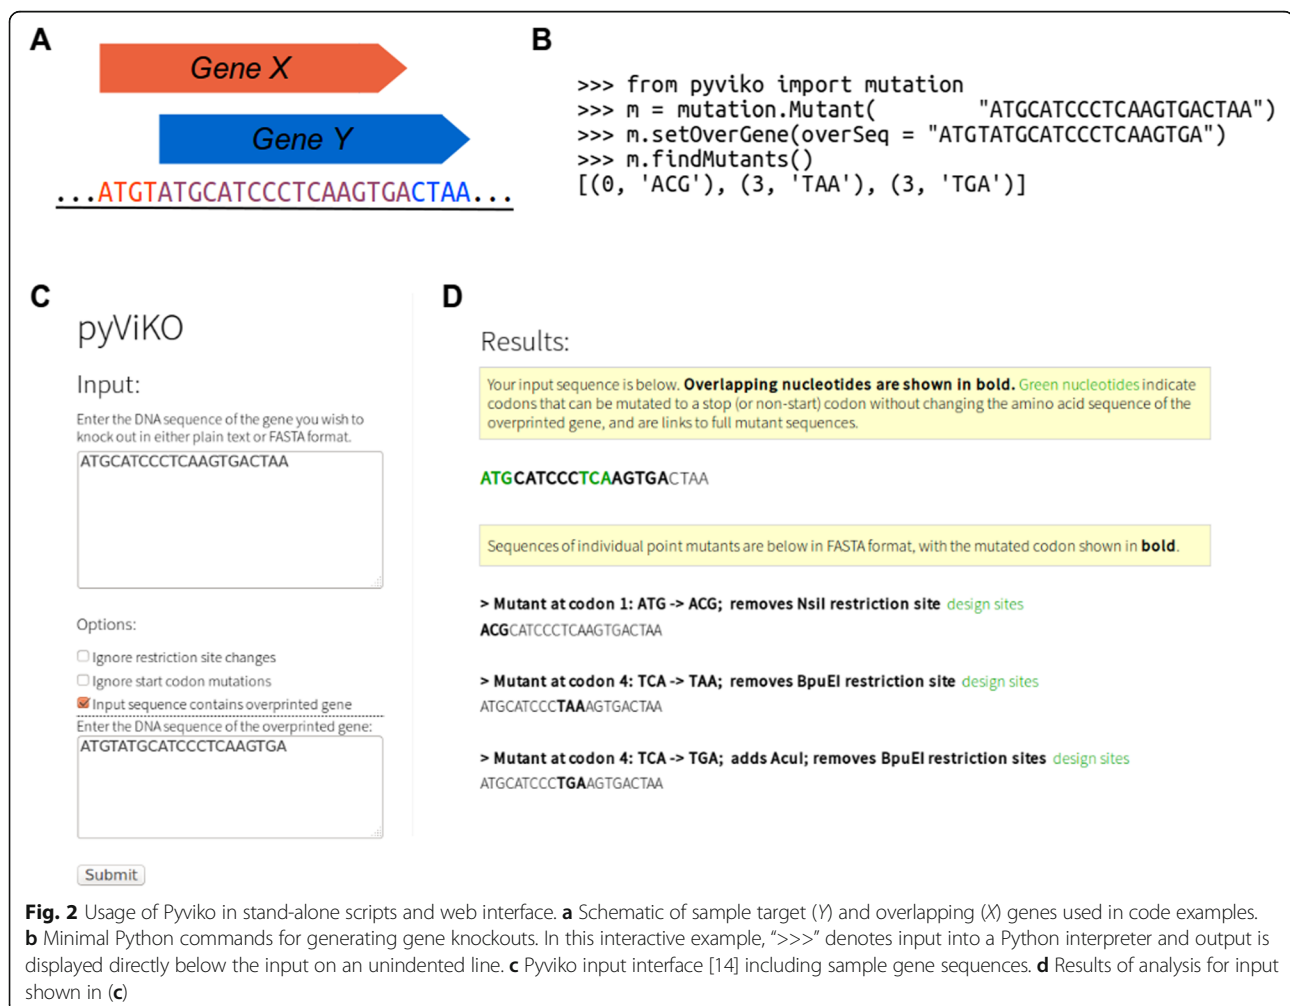 A
Gene X
Gene Y
...ATGTATGCATCCCTCAAGTGACTAA...
B
>>> from pyviko import mutation
>>> m = mutation.Mutant(       "ATGCATCCCTCAAGTGACTAA")
>>> m.setOverGene(overSeq = "ATGTATGCATCCCTCAAGTGA")
>>> m.findMutants()
[(0, 'ACG'), (3, 'TAA'), (3, 'TGA')]
C
pyViKO
Input:
Enter the DNA sequence of the gene you wish to
knock out in either plain text or FASTA format.
ATGCATCCCTCAAGTGACTAA
Options:
Ignore restriction site changes
Ignore start codon mutations
Input sequence contains overprinted gene
Enter the DNA sequence of the overprinted gene:
ATGTATGCATCCCTCAAGTGA
Submit
D
Results:
Your input sequence is below. Overlapping nucleotides are shown in bold. Green nucleotides indicate
codons that can be mutated to a stop (or non-start) codon without changing the amino acid sequence of the
overprinted gene, and are links to full mutant sequences.
ATGCATCCCTCAAGTGACTAA
Sequences of individual point mutants are below in FASTA format, with the mutated codon shown in bold.
> Mutant at codon 1: ATG -> ACG; removes NsiI restriction site design sites
ACGCATCCCTCAAGTGACTAA
> Mutant at codon 4: TCA -> TAA; removes BpuEI restriction site design sites
ATGCATCCCTAAAGTGACTAA
> Mutant at codon 4: TCA -> TGA; adds AcuI; removes BpuEI restriction sites design sites
ATGCATCCCTGAAGTGACTAA
Fig. 2 Usage of Pyviko in stand-alone scripts and web interface. a Schematic of sample target (Y) and overlapping (X) genes used in code examples.
b Minimal Python commands for generating gene knockouts. In this interactive example, “>>>” denotes input into a Python interpreter and output is
displayed directly below the input on an unindented line. c Pyviko input interface [14] including sample gene sequences. d Results of analysis for input
shown in (c)